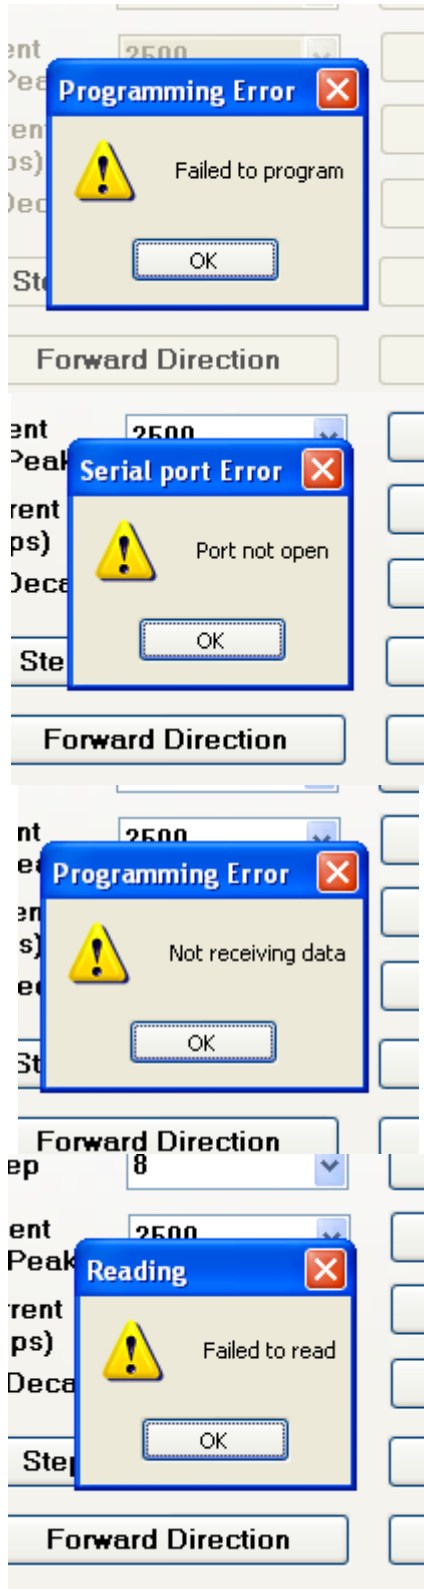 2500
Programming Error
Failed to program
OK
Forward Direction
2500
Serial port Error
Port not open
OK
Forward Direction
2500
Programming Error
Not receiving data
OK
Forward Direction
8
2500
Reading
Failed to read
OK
Forward Direction